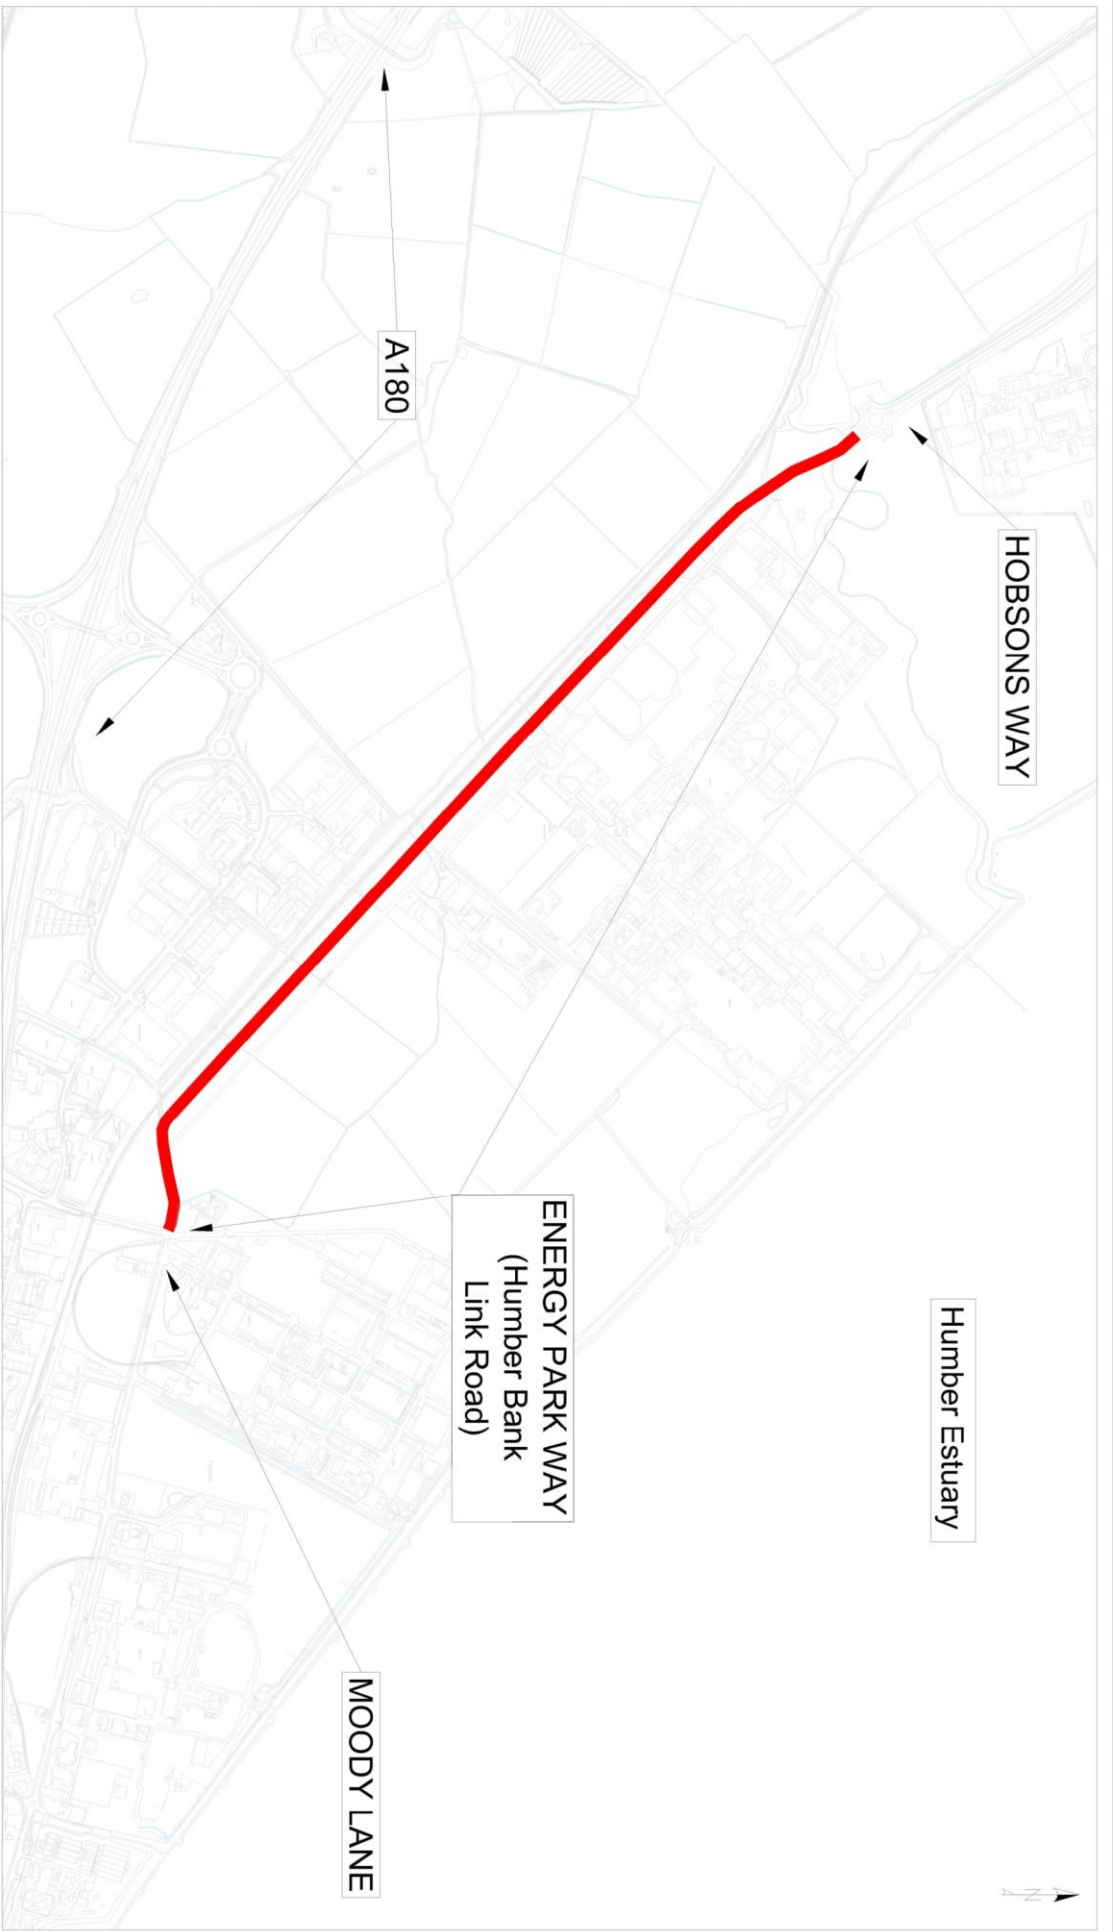 HOBSONS WAY
N
Humber Estuary
ENERGY PARK WAY
(Humber Bank
Link Road)
A180
MOODY LANE